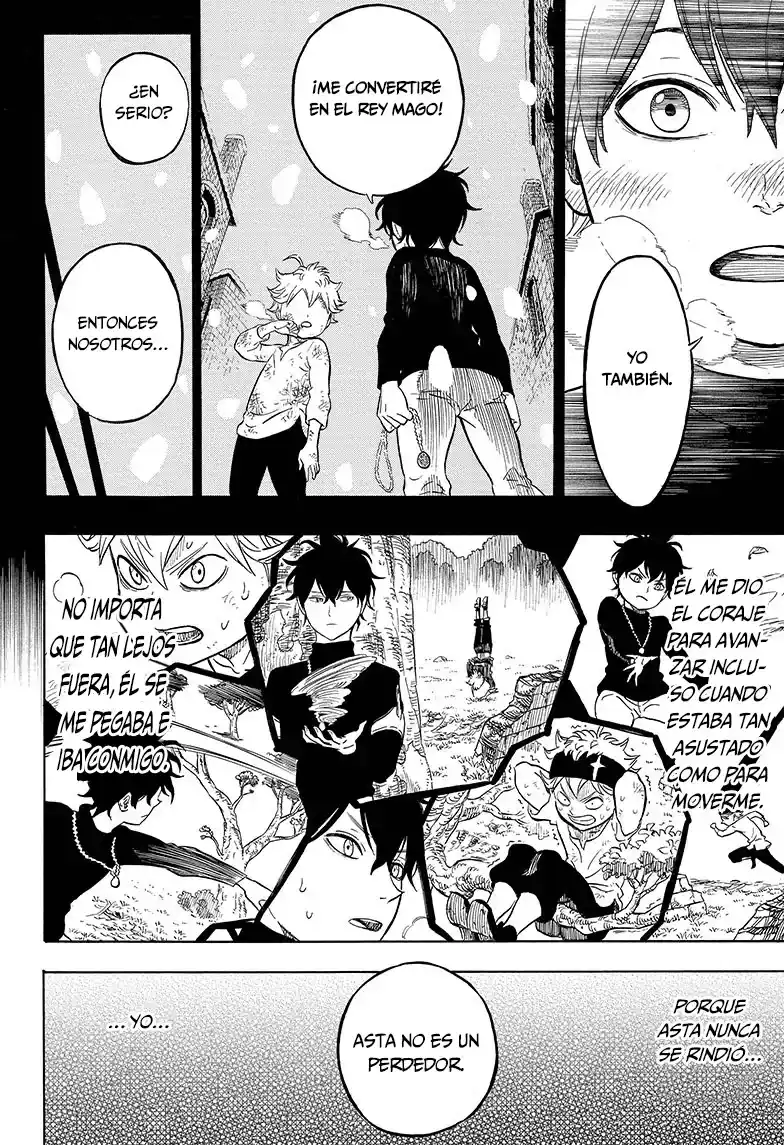 YO
TAMBIÉN.
¡ME CONVERTIRÉ
EN EL REY MAGO!
¿EN
SERIO?
ENTONCES
NOSOTROS...
ÉL ME DIO
EL CORAJE
PARA AVAN-
ZAR INCLU-
SO CUANDO
ESTABA TAN
ASUSTADO
COMO PARA
MOVERME.
NO IMPORTA
QUE TAN LEJOS
FUERA, ÉL SE
ME PEGABA E
IBA CONMIGO.
PORQUE
ASTA NUNCA
SE RINDIÓ...
ASTA NO ES UN
PERDEDOR.
...YO...